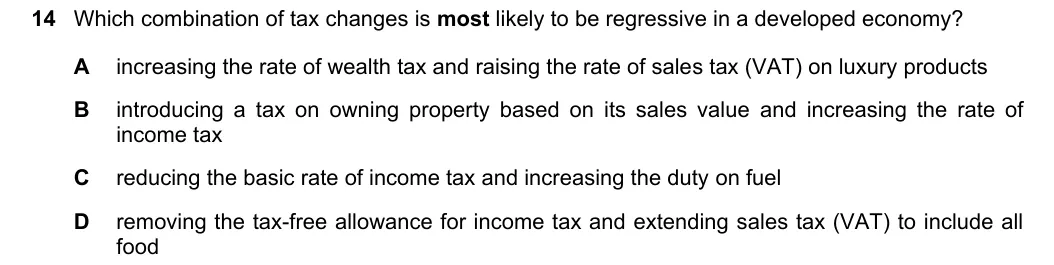 14 Which combination of tax changes is most likely to be regressive in a developed economy?
A increasing the rate of wealth tax and raising the rate of sales tax (VAT) on luxury products
B introducing a tax on owning property based on its sales value and increasing the rate of
income tax
C reducing the basic rate of income tax and increasing the duty on fuel
D removing the tax-free allowance for income tax and extending sales tax (VAT) to include all
food